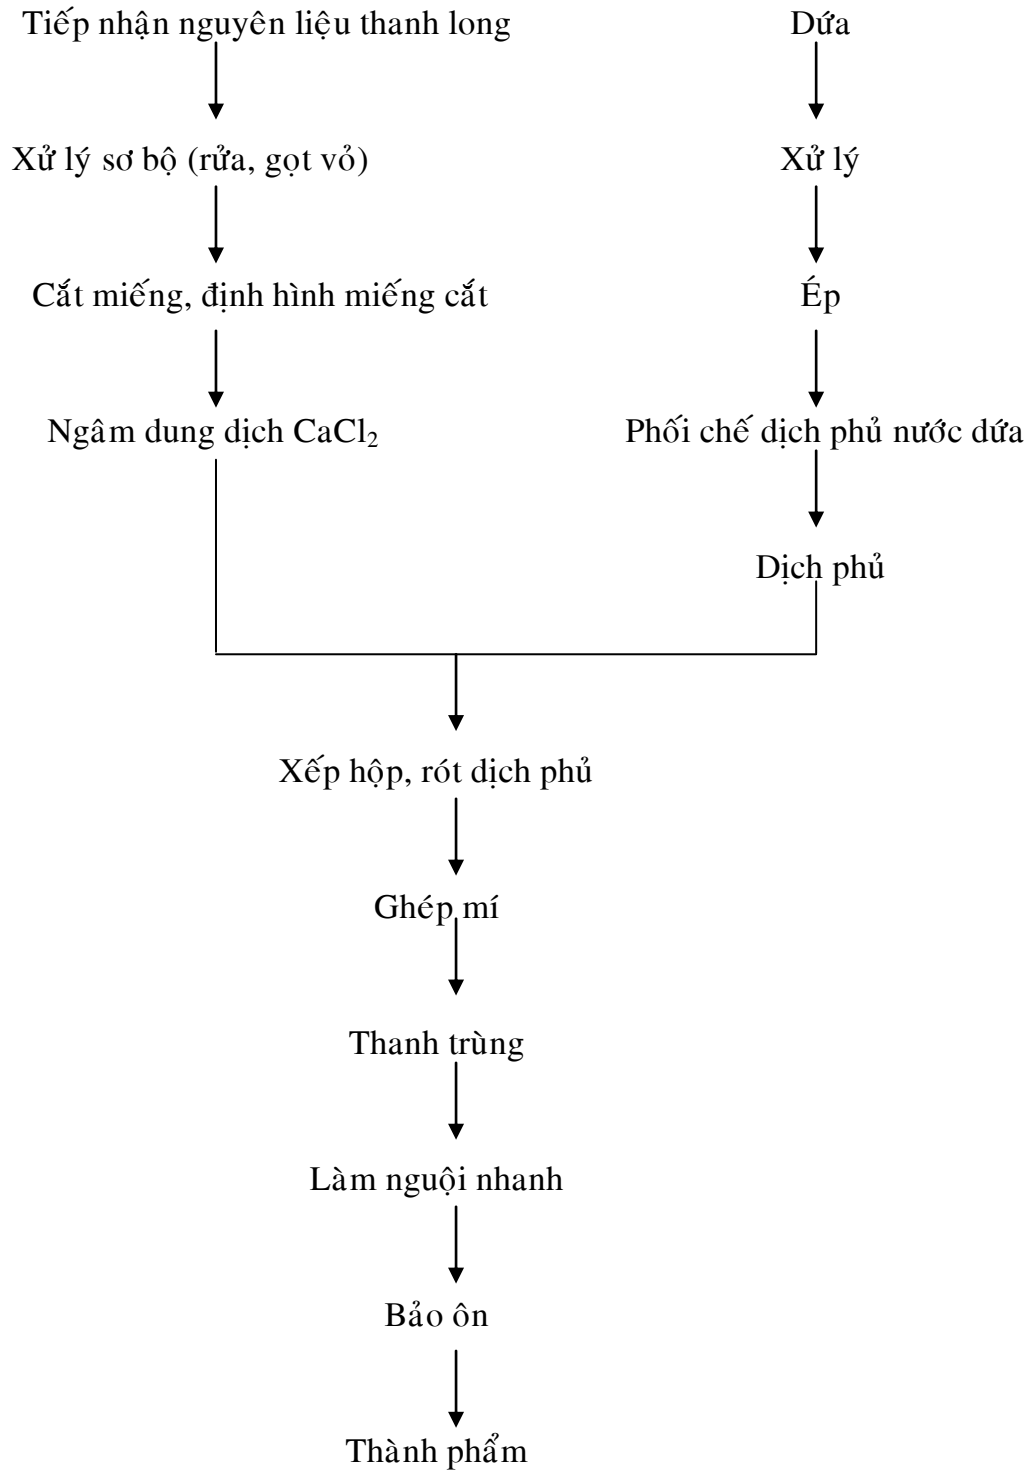 Tiếp nhận nguyên liệu thanh long
Dứa
Xử lý sơ bộ (rửa, gọt vỏ)
Xử lý
Cắt miếng, định hình miếng cắt
Ép
Ngâm dung dịch CaCl₂
Phối chế dịch phủ nước dứa
Dịch phủ
Xếp hộp, rót dịch phủ
Ghép mí
Thanh trùng
Làm nguội nhanh
Bảo ôn
Thành phẩm